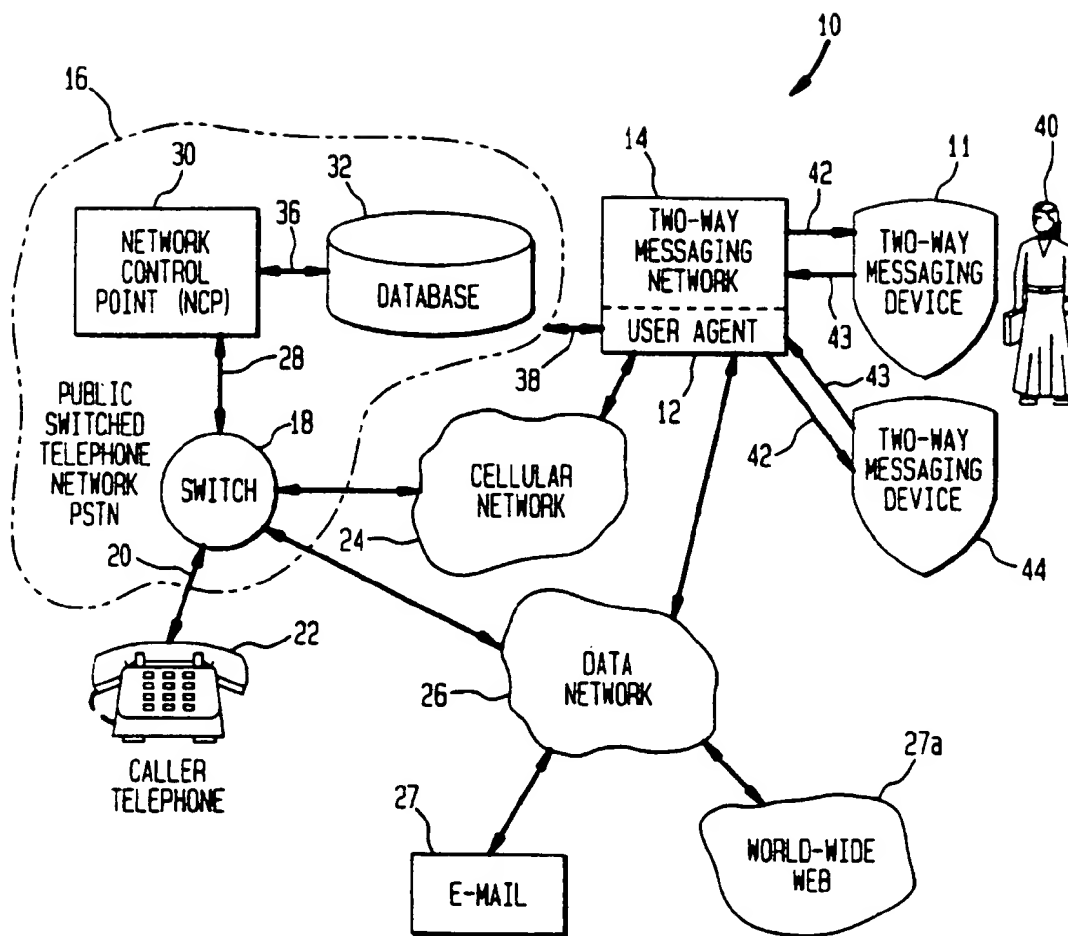 10
16
30
32
14
42
11
40
NETWORK
CONTROL
POINT (NCP)
36
DATABASE
TWO-WAY
MESSAGING
NETWORK
USER AGENT
TWO-WAY
MESSAGING
DEVICE
43
28
38
12
43
42
PUBLIC
SWITCHED
TELEPHONE
NETWORK
PSTN
18
SWITCH
CELLULAR
NETWORK
24
TWO-WAY
MESSAGING
DEVICE
44
20
22
CALLER
TELEPHONE
DATA
NETWORK
26
27
E-MAIL
27a
WORLD-WIDE
WEB